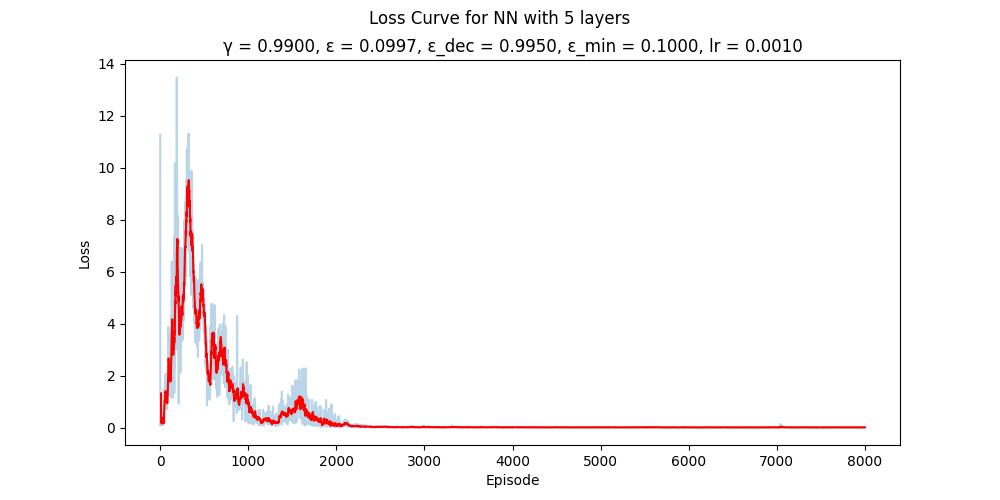 Loss Curve for NN with 5 layers
γ = 0.9900, ε = 0.0997, ε_dec = 0.9950, ε_min = 0.1000, lr = 0.0010
14
12
10
8
6
4
2
0
Loss
0 1000 2000 3000 4000 5000 6000 7000 8000
Episode